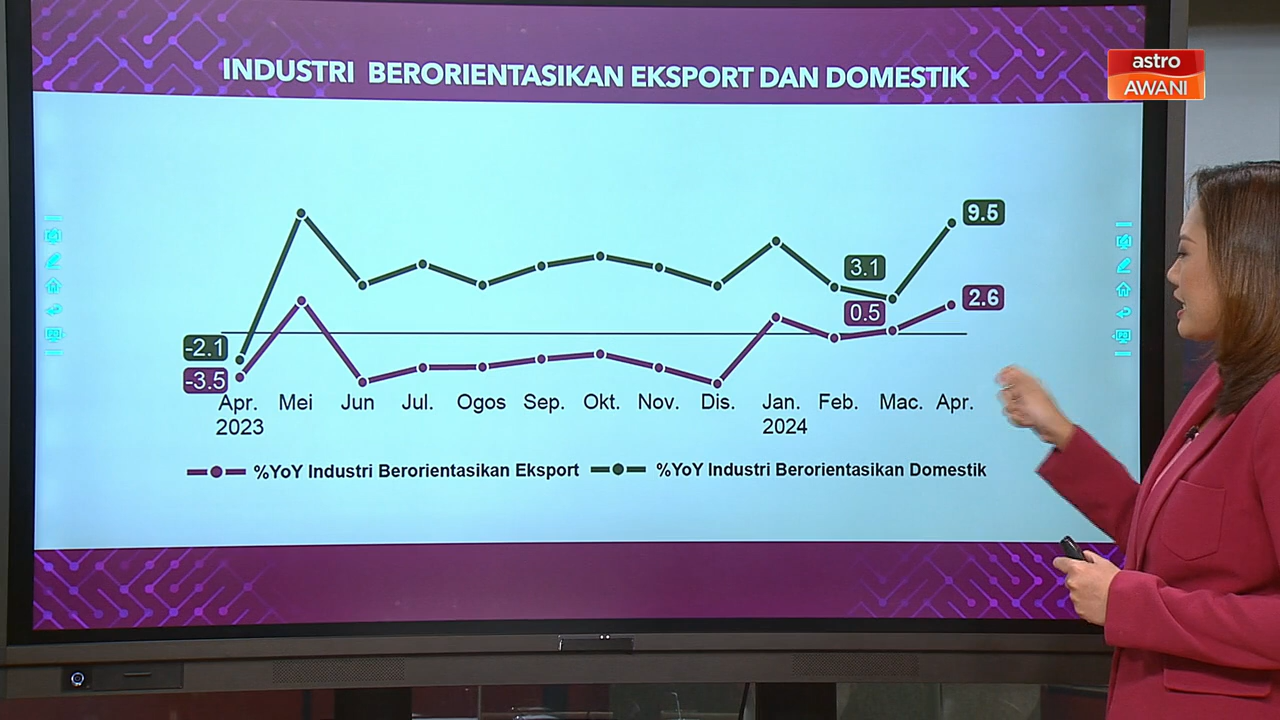 INDUSTRI BERORIENTASIKAN EKSPORT DAN DOMESTIK
astro
AWANI
9.5
3.1
2.6
0.5
-2.1
-3.5
Apr. Mei Jun Jul. Ogos Sep. Okt. Nov. Dis. Jan. Feb. Mac. Apr.
2023 2024
%YoY Industri Berorientasikan Eksport %YoY Industri Berorientasikan Domestik